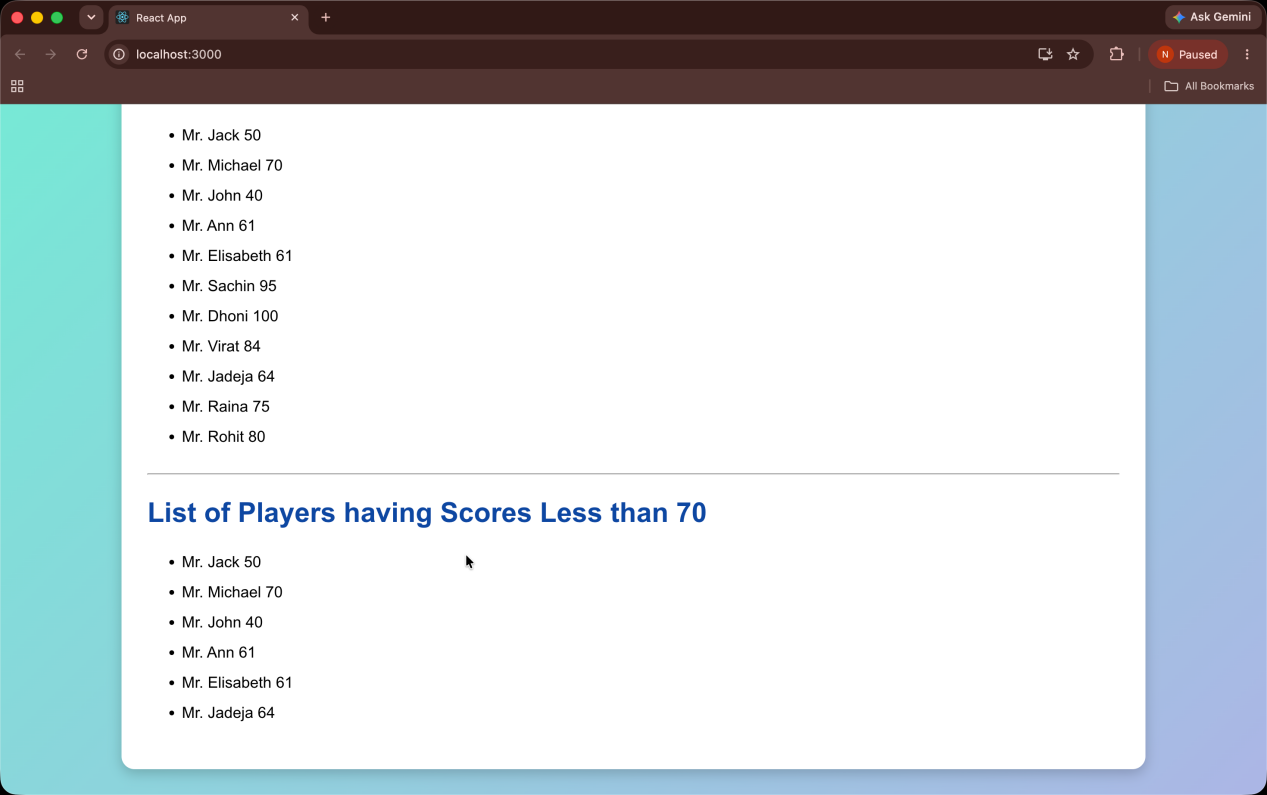 React App
Ask Gemini
localhost:3000
N Paused
All Bookmarks
• Mr. Jack 50
• Mr. Michael 70
• Mr. John 40
• Mr. Ann 61
• Mr. Elisabeth 61
• Mr. Sachin 95
• Mr. Dhoni 100
• Mr. Virat 84
• Mr. Jadeja 64
• Mr. Raina 75
• Mr. Rohit 80
List of Players having Scores Less than 70
• Mr. Jack 50
• Mr. Michael 70
• Mr. John 40
• Mr. Ann 61
• Mr. Elisabeth 61
• Mr. Jadeja 64